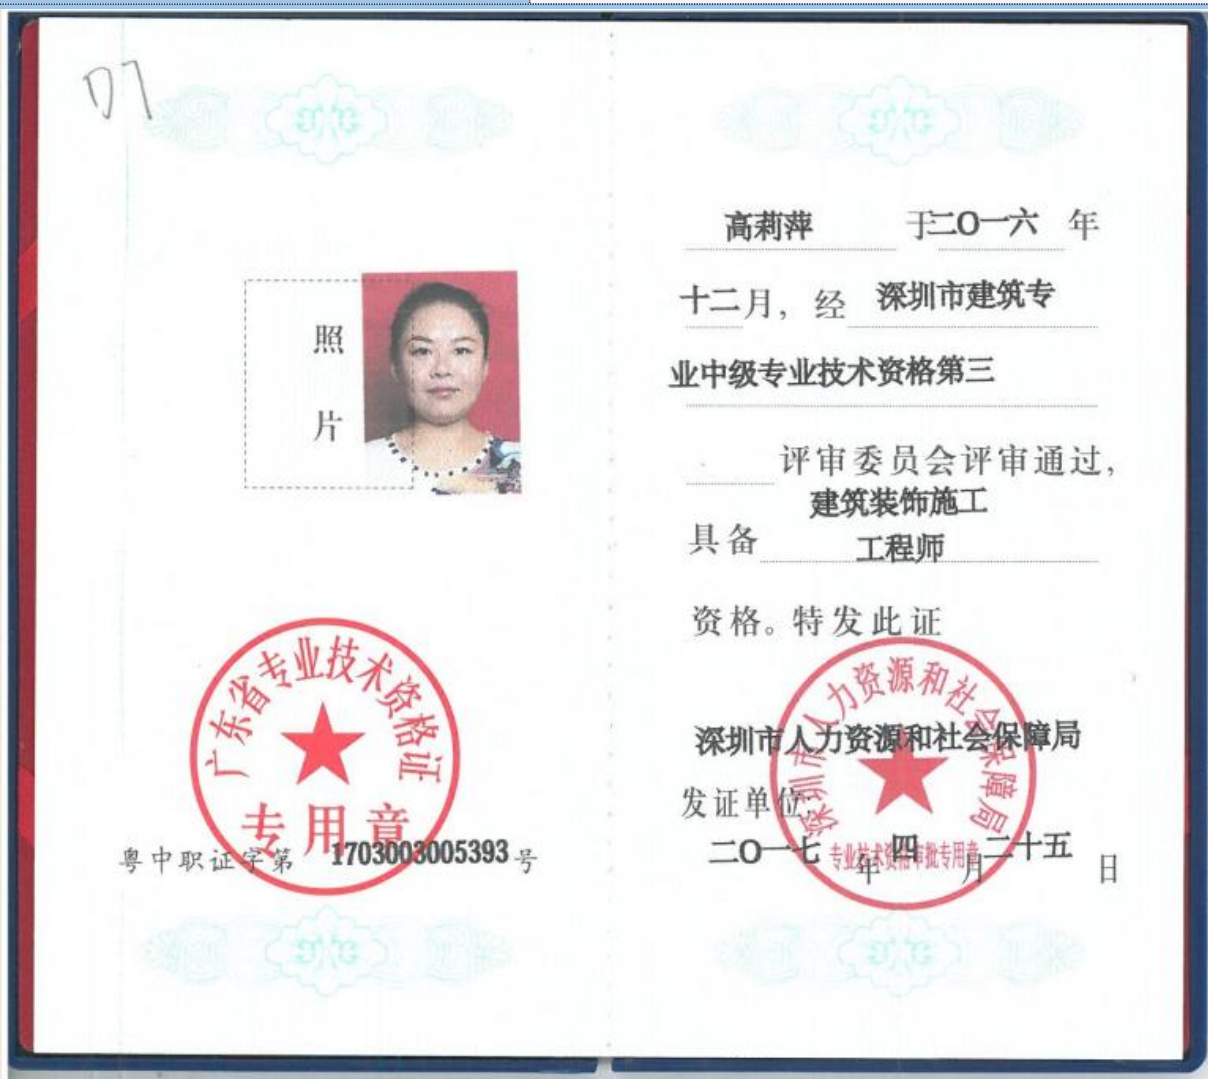 D7
照
片
广东省专业技术资格证
专用章
粤中职证字第 1703003005393 号
高莉萍 于二〇一六 年
十二月，经 深圳市建筑专
业中级专业技术资格第三
评审委员会评审通过，
建筑装饰施工
具备 工程师
资格。特发此证
深圳市人力资源和社会保障局
深圳市人力资源和社会保障局
发证单位：
专业技术资格审批专用章
二〇一七 年 四 月 二十五 日